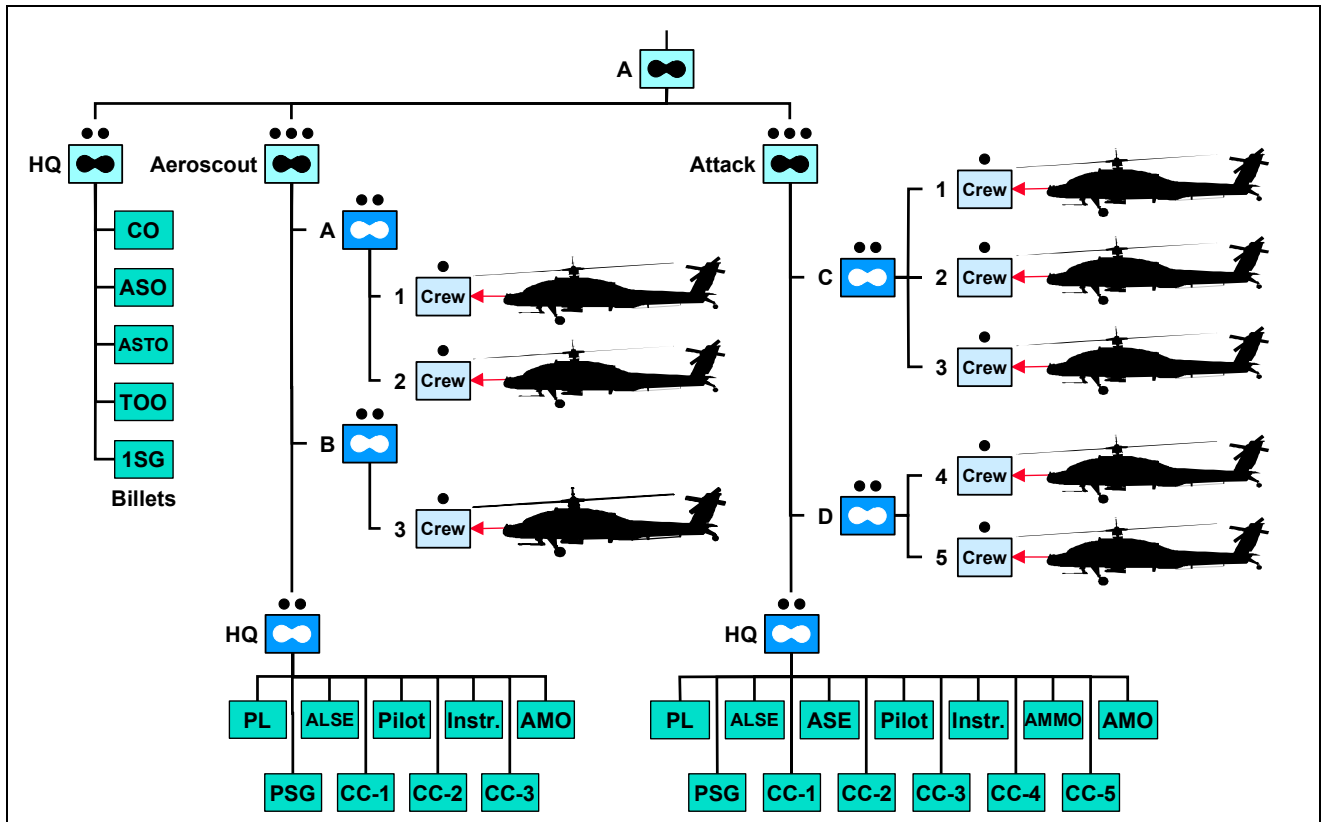 A
HQ
Aeroscout
Attack
CO
ASO
ASTO
TOO
1SG
Billets
A
1 Crew
2 Crew
B
3 Crew
C
1 Crew
2 Crew
3 Crew
D
4 Crew
5 Crew
HQ
PL ALSE Pilot Instr. AMO
PSG CC-1 CC-2 CC-3
HQ
PL ALSE ASE Pilot Instr. AMMO AMO
PSG CC-1 CC-2 CC-3 CC-4 CC-5